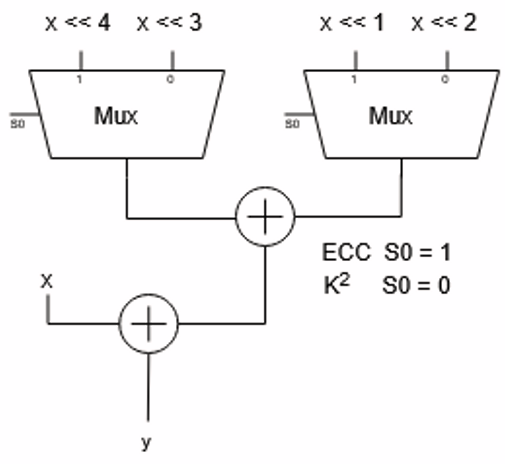 x << 4 x << 3 x << 1 x << 2
1 0 1 0
S0 Mux S0 Mux
ECC S0 = 1
x
K² S0 = 0
y